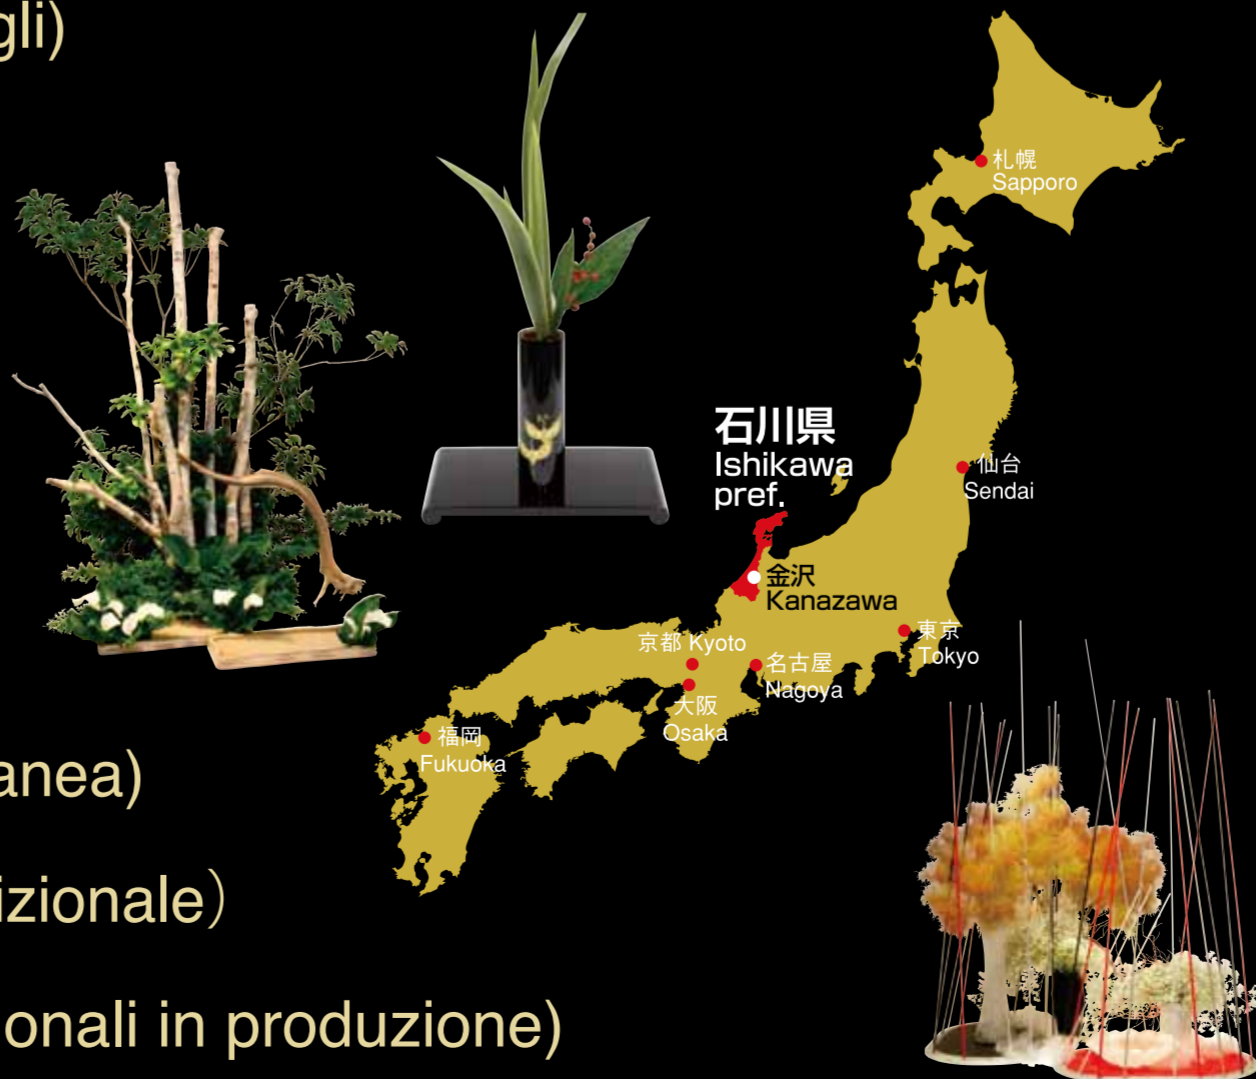 gli)
札幌
Sapporo
石川県
Ishikawa
pref.
仙台
Sendai
金沢
Kanazawa
京都 Kyoto
東京
Tokyo
名古屋
Nagoya
大阪
Osaka
福岡
Fukuoka
anea)
izionale）
onali in produzione)